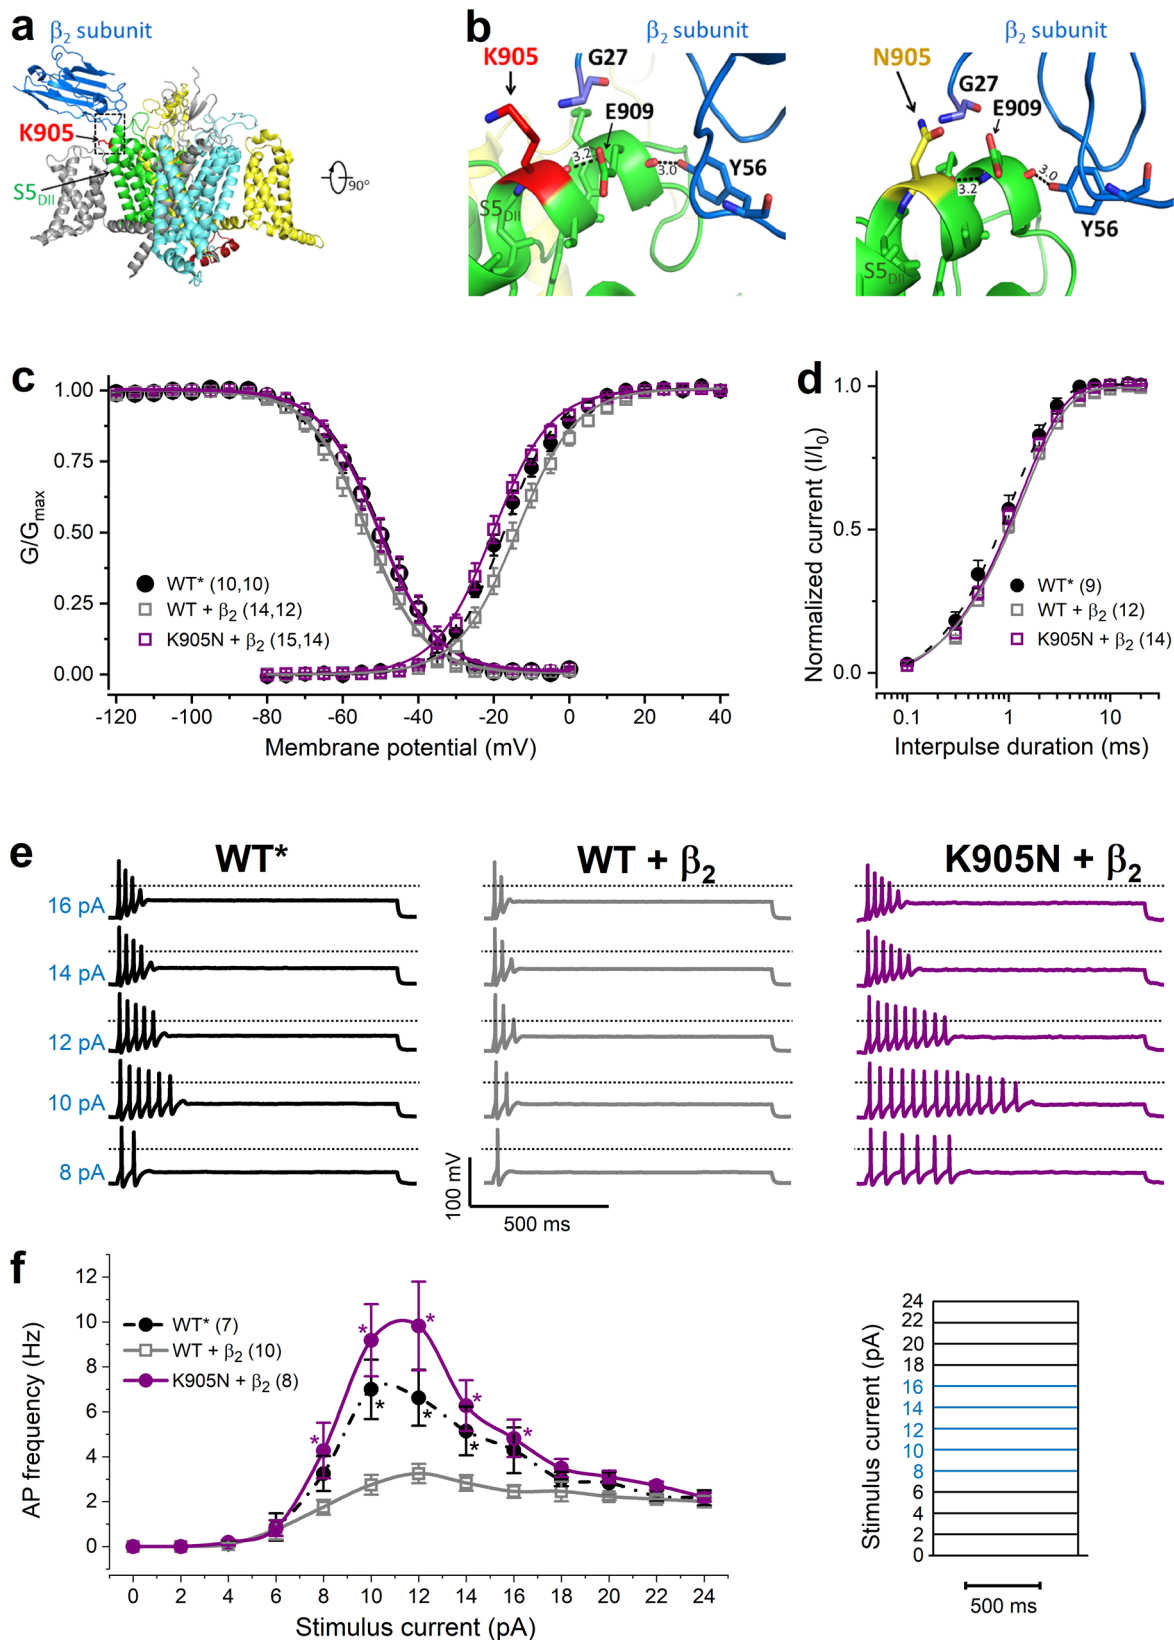 a
β2 subunit
K905
S5DII
90°
b
β2 subunit
K905
G27
E909
3.2
3.0
Y56
S5DII
β2 subunit
N905
G27
E909
3.2
3.0
Y56
S5DII
c
1.00
0.75
0.50
0.25
0.00
G/Gmax
WT* (10,10)
WT + β2 (14,12)
K905N + β2 (15,14)
-120 -100 -80 -60 -40 -20 0 20 40
Membrane potential (mV)
d
1.0
0.5
0.0
Normalized current (I/I0)
WT* (9)
WT + β2 (12)
K905N + β2 (14)
0.1 1 10
Interpulse duration (ms)
e
WT*
WT + β2
K905N + β2
16 pA
14 pA
12 pA
10 pA
8 pA
100 mV
500 ms
f
12
10
8
6
4
2
0
AP frequency (Hz)
WT* (7)
WT + β2 (10)
K905N + β2 (8)
* * * * *
* * *
0 2 4 6 8 10 12 14 16 18 20 22 24
Stimulus current (pA)
24
22
20
18
16
14
12
10
8
6
4
2
0
Stimulus current (pA)
500 ms